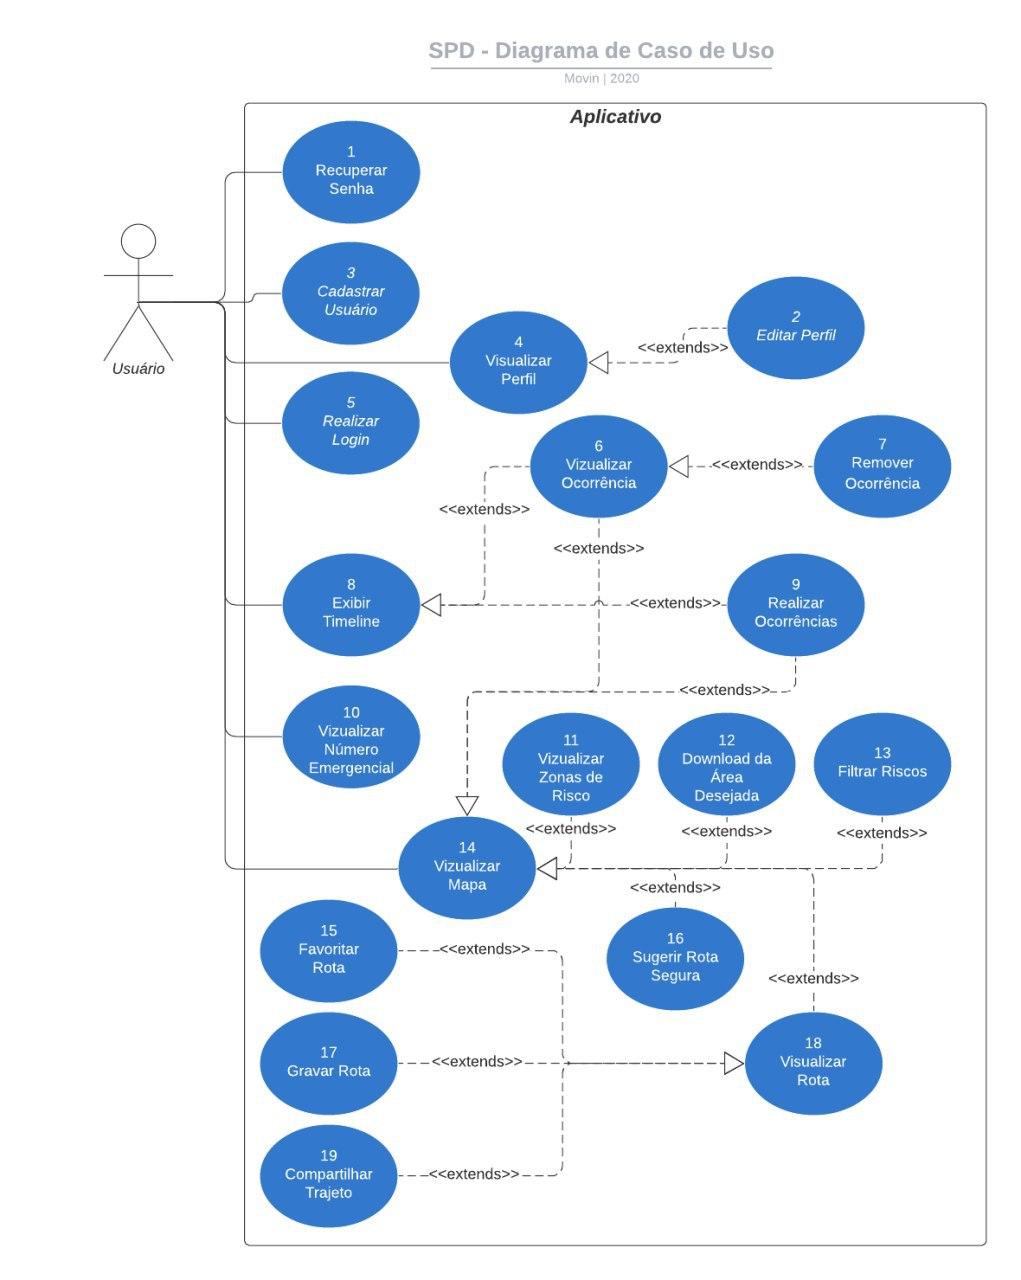 SPD - Diagrama de Caso de Uso
Movin | 2020
Aplicativo
1
Recuperar
Senha
Usuário
3
Cadastrar
Usuário
2
Editar Perfil
<<extends>>
4
Visualizar
Perfil
5
Realizar
Login
6
Vizualizar
Ocorrência
<<extends>>
7
Remover
Ocorrência
<<extends>>
<<extends>>
8
Exibir
Timeline
<<extends>>
9
Realizar
Ocorrências
<<extends>>
10
Vizualizar
Número
Emergencial
11
Vizualizar
Zonas de
Risco
12
Download da
Área
Desejada
13
Filtrar Riscos
<<extends>>
<<extends>>
<<extends>>
14
Vizualizar
Mapa
<<extends>>
15
Favoritar
Rota
<<extends>>
16
Sugerir Rota
Segura
<<extends>>
17
Gravar Rota
<<extends>>
18
Visualizar
Rota
19
Compartilhar
Trajeto
<<extends>>